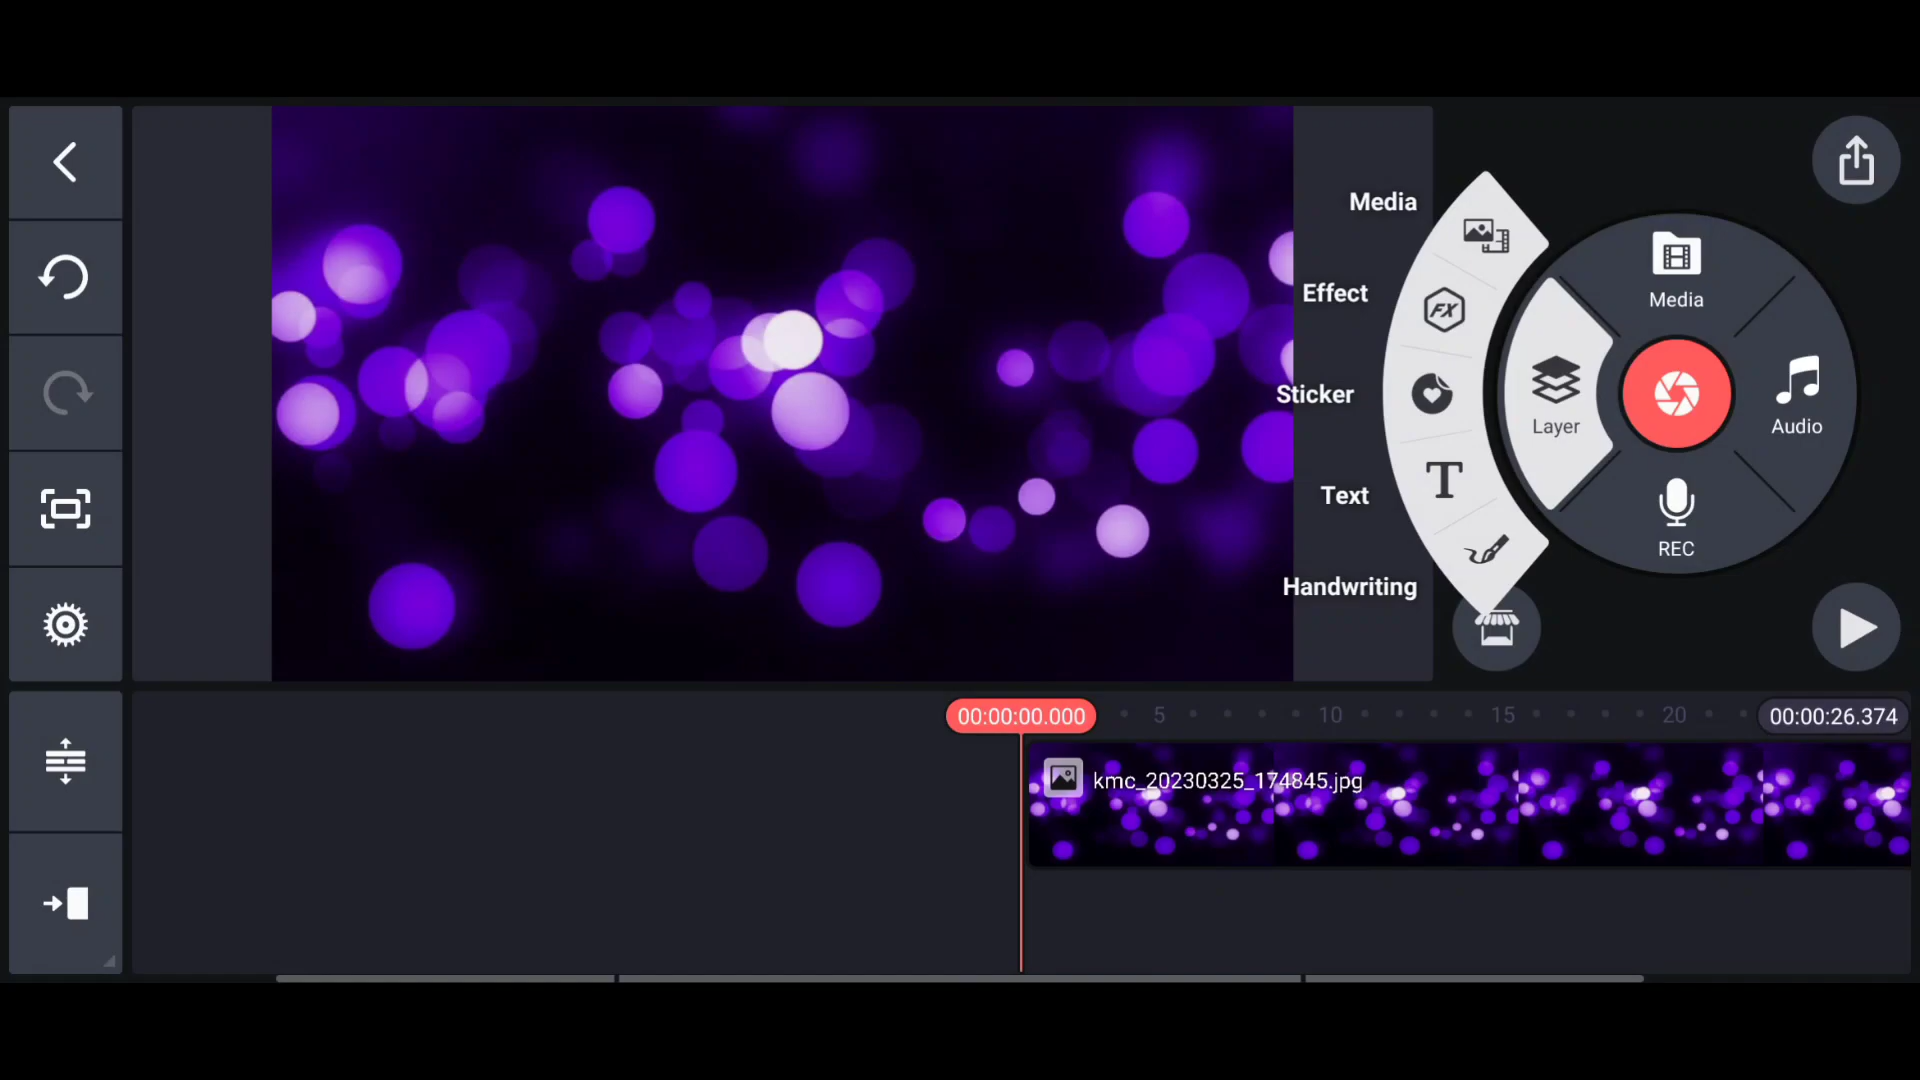 Media
Effect
Sticker
Text
Handwriting
FX
T
Media
Layer
Audio
REC
00:00:00.000
5
10
15
20
00:00:26.374
kmc_20230325_174845.jpg